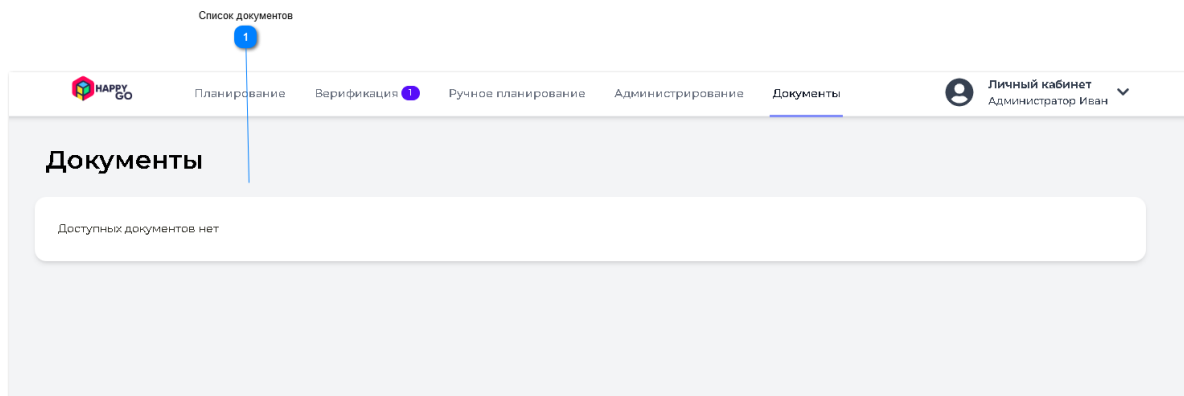 Список документов
1
HAPPY
GO
Планирование
Верификация 1
Ручное планирование
Администрирование
Документы
Личный кабинет
Администратор Иван
Документы
Доступных документов нет